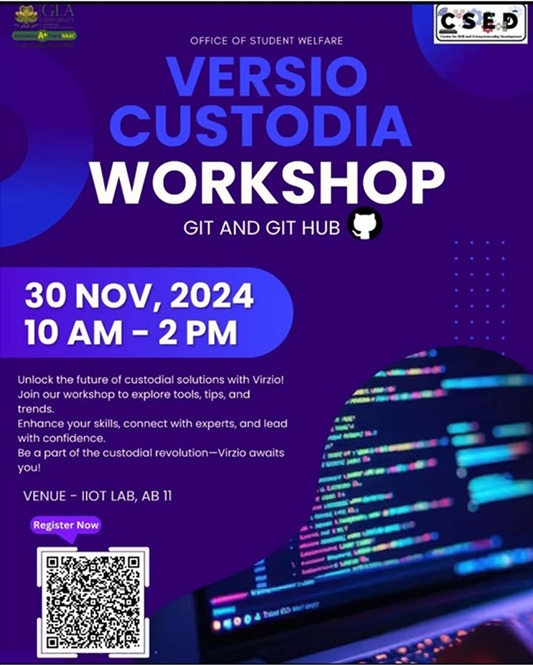 GLA
UNIVERSITY
A+
NAAC
CSED
OFFICE OF STUDENT WELFARE
VERSIO
CUSTODIA
WORKSHOP
GIT AND GIT HUB
30 NOV, 2024
10 AM – 2 PM
Unlock the future of custodial solutions with Virzio!
Join our workshop to explore tools, tips, and
trends.
Enhance your skills, connect with experts, and lead
with confidence.
Be a part of the custodial revolution—Virzio awaits
you!
VENUE - IIOT LAB, AB 11
Register Now